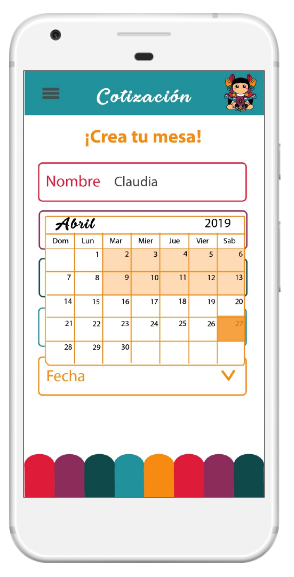 Cotización
¡Crea tu mesa!
Nombre Claudia
Abril 2019
Dom Lun Mar Mier Jue Vier Sab
1 2 3 4 5 6
7 8 9 10 11 12 13
14 15 16 17 18 19 20
21 22 23 24 25 26 27
28 29 30
Fecha